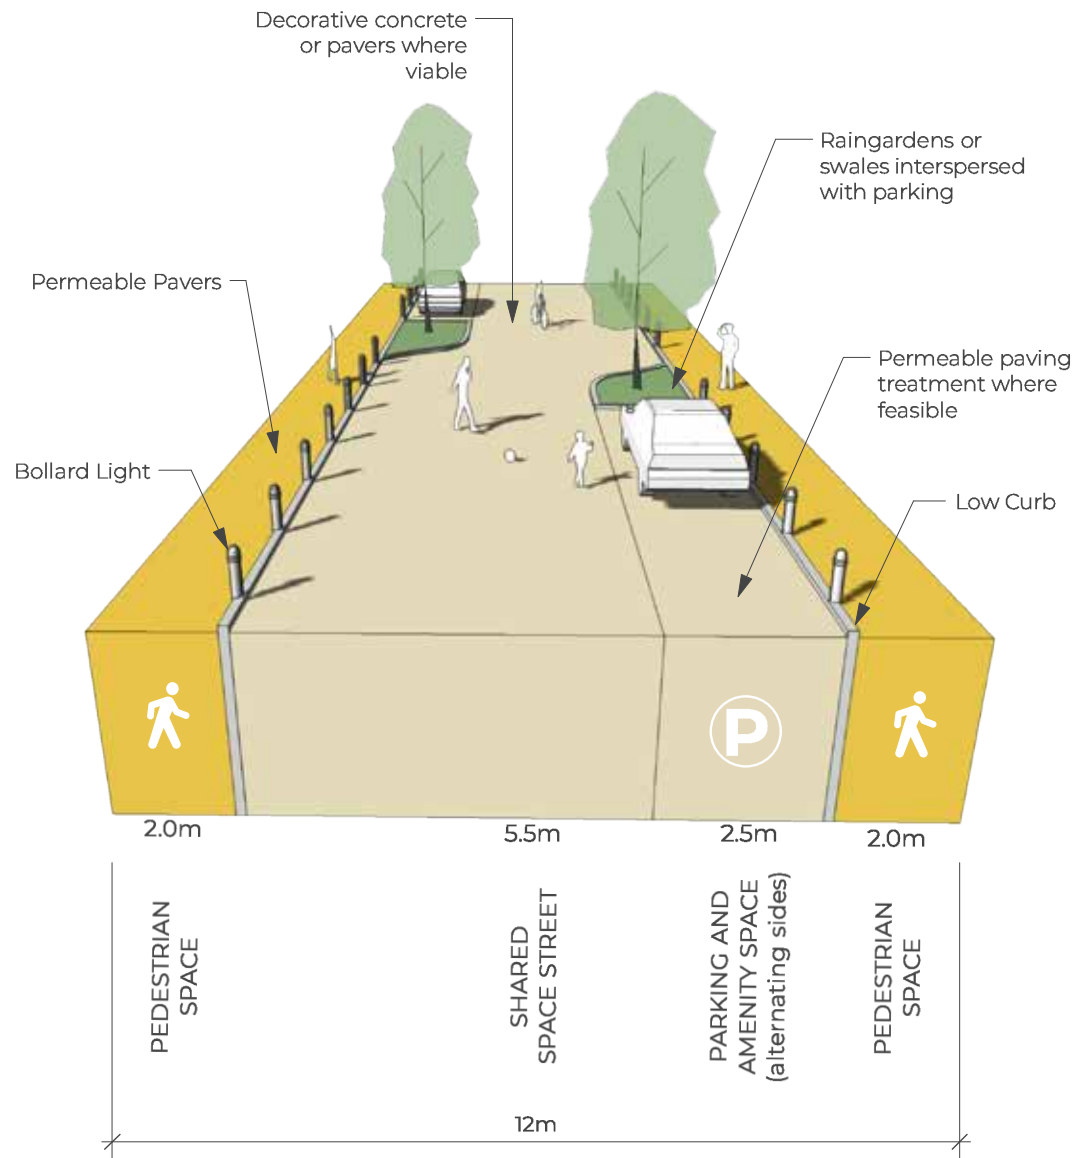 Decorative concrete
or pavers where
viable
Raingardens or
swales interspersed
with parking
Permeable Pavers
Permeable paving
treatment where
feasible
Bollard Light
Low Curb
P
2.0m
5.5m
2.5m
2.0m
PEDESTRIAN
SPACE
SHARED
SPACE STREET
PARKING AND
AMENITY SPACE
(alternating sides)
PEDESTRIAN
SPACE
12m